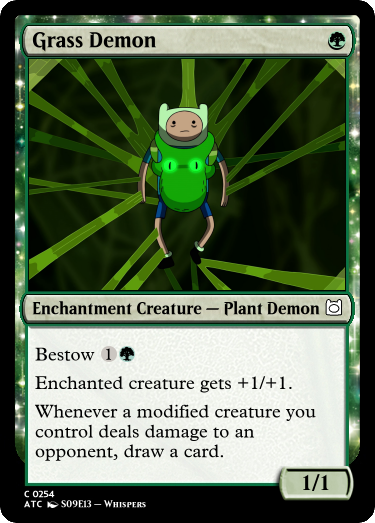 Grass Demon
Enchantment Creature — Plant Demon
Bestow 1
Enchanted creature gets +1/+1.
Whenever a modified creature you
control deals damage to an
opponent, draw a card.
1/1
C 0254
ATC S09E13 — Whispers